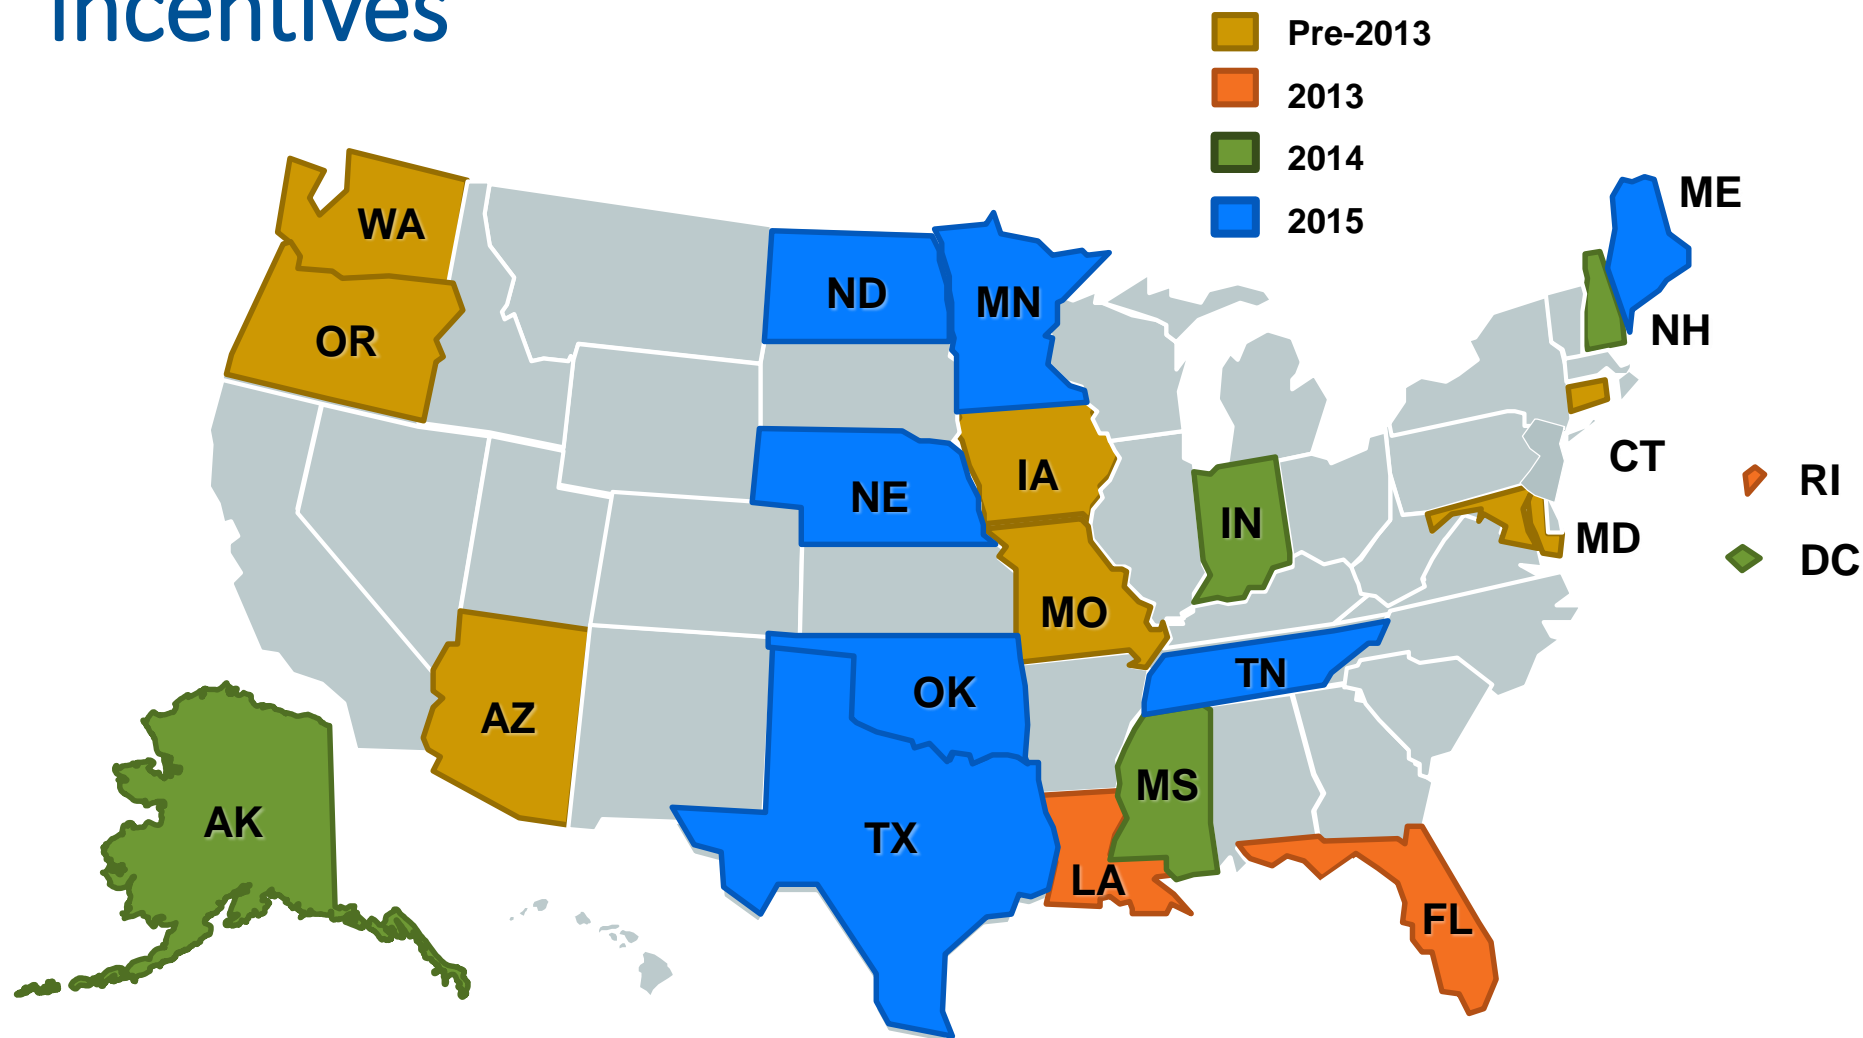 incentives
Pre-2013
2013
2014
2015
ME
WA
ND
MN
NH
OR
CT
IA
RI
NE
IN
MD
DC
MO
TN
OK
AZ
MS
AK
TX
LA
FL